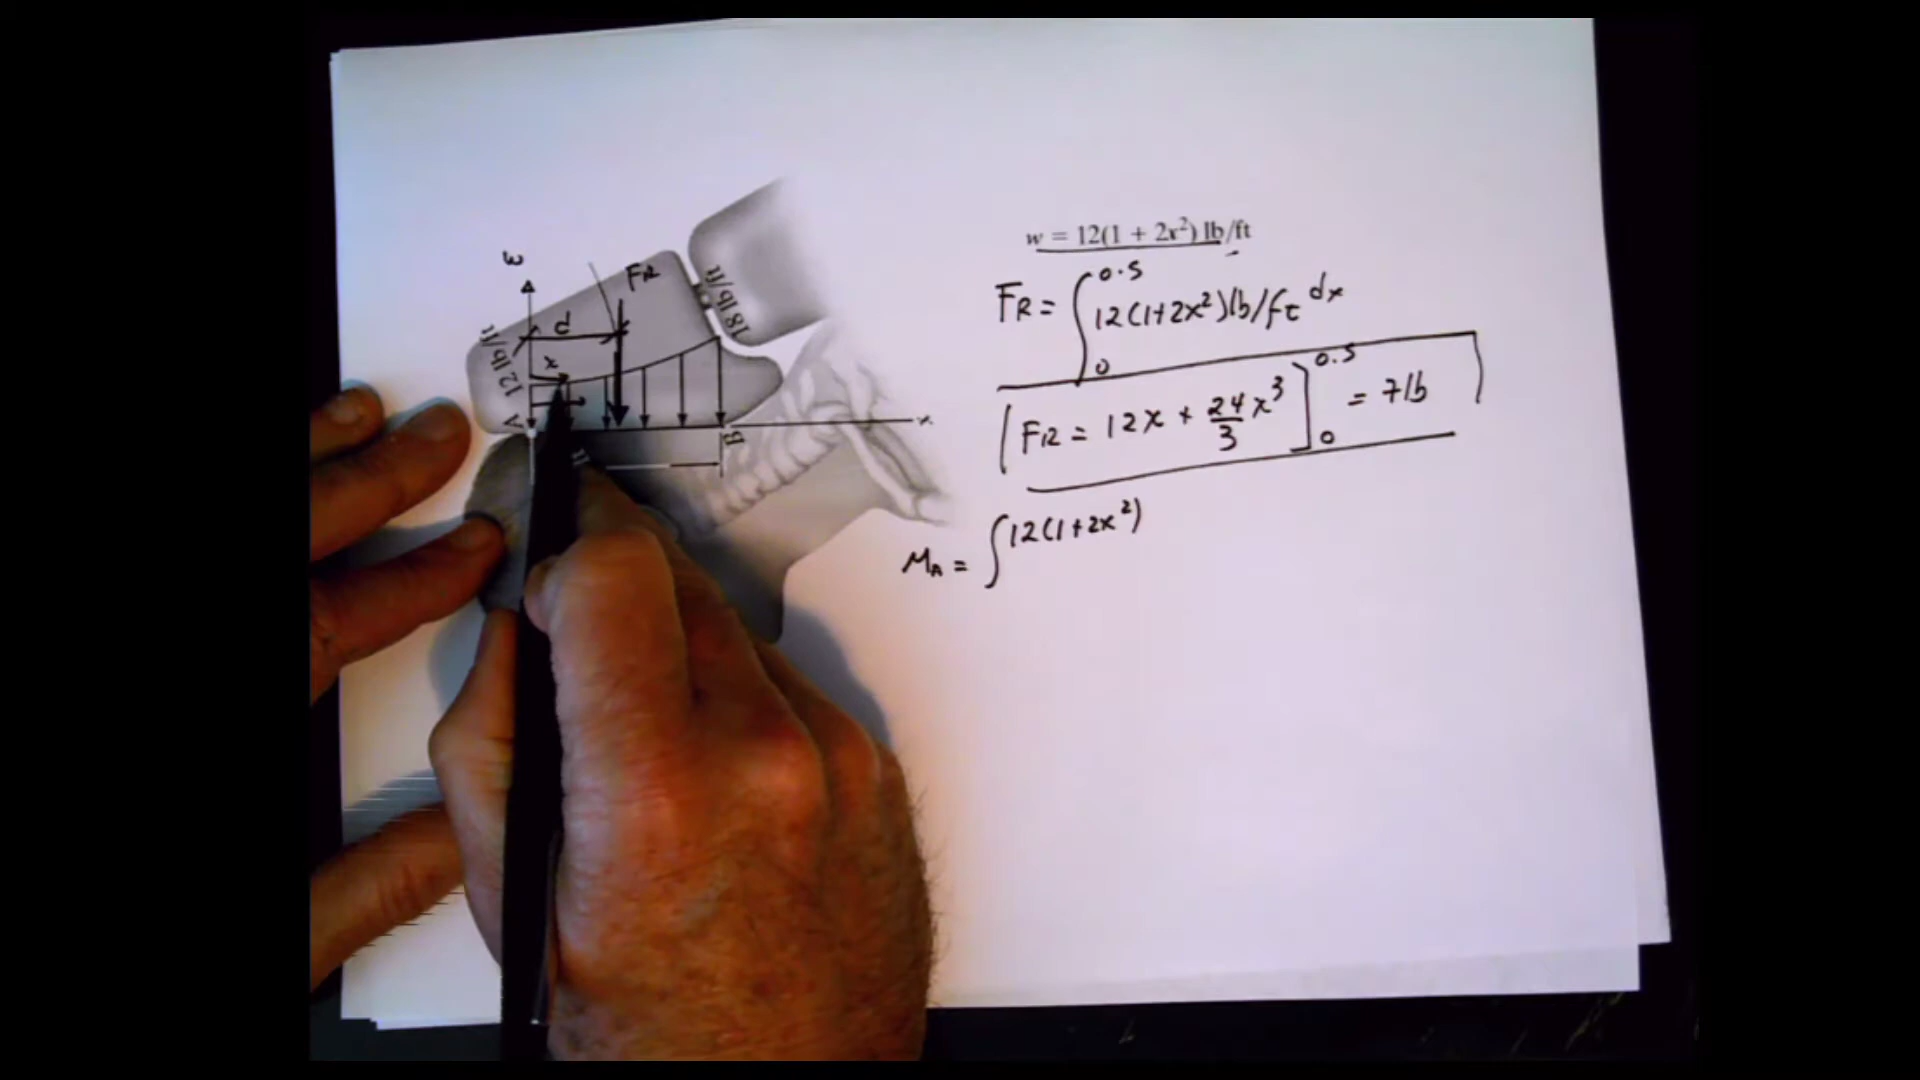 w = 12(1 + 2x²) lb/ft
F_R = ∫₀^0.5 12(1+2x²) lb/ft dx
F_R = 12x + 24/3 x³ ]₀^0.5 = 7 lb
M_A = ∫ 12(1+2x²)
ω
F_R
d
x
12 lb/ft
18 lb/ft
A
B
ft
x